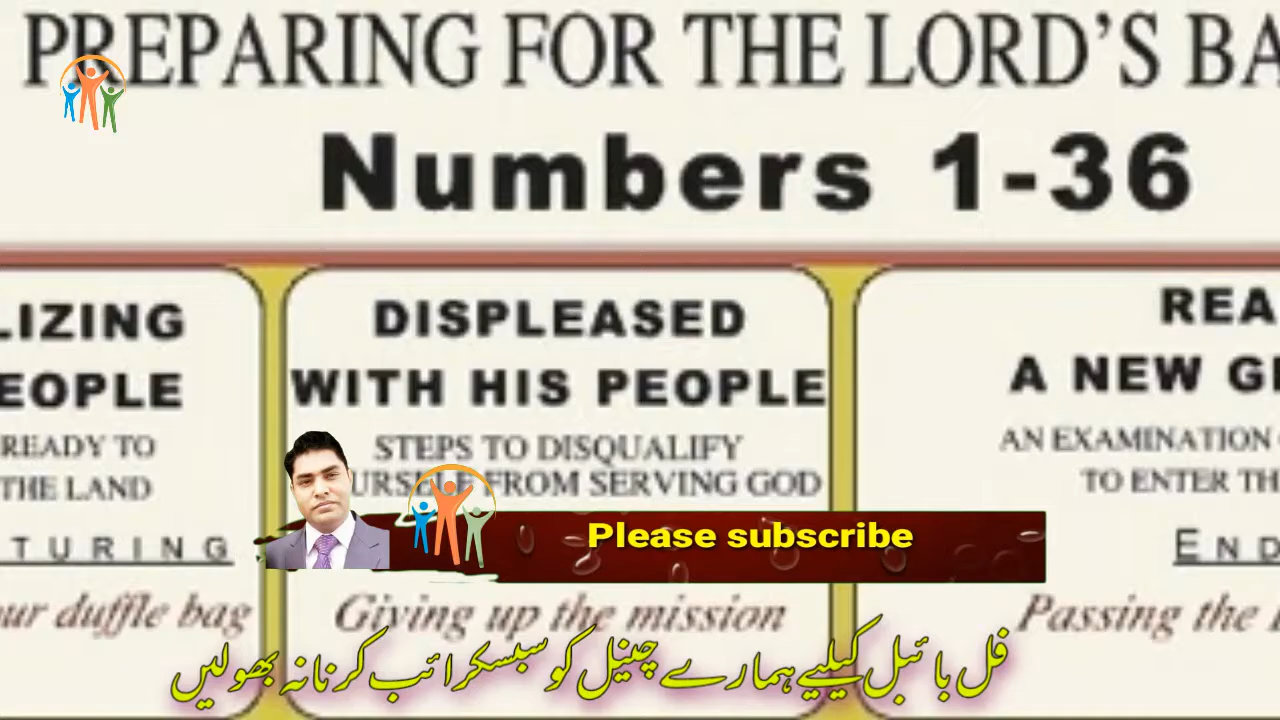 PREPARING FOR THE LORD'S BA
Numbers 1-36
LIZING
EOPLE
READY TO
THE LAND
TURING
our duffle bag
DISPLEASED
WITH HIS PEOPLE
STEPS TO DISQUALIFY
URSELF FROM SERVING GOD
Giving up the mission
REA
A NEW G
AN EXAMINATION
TO ENTER TH
END
Passing the
Please subscribe
فل بائبل کیلیے ہمارے چینل کو سبسکرائب کرنا نہ بھولیں